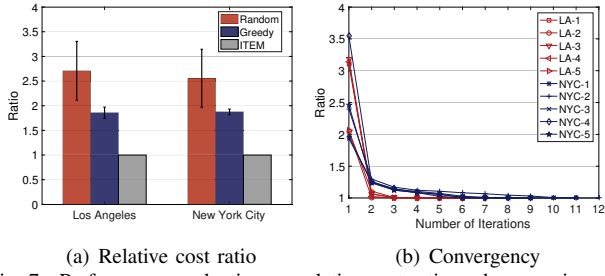 4
3.5
3
2.5
2
1.5
1
0.5
0
Ratio
Los Angeles
New York City
Random
Greedy
ITEM
(a) Relative cost ratio
4
3.5
3
2.5
2
1.5
1
Ratio
1 2 3 4 5 6 7 8 9 10 11 12
Number of Iterations
LA-1
LA-2
LA-3
LA-4
LA-5
NYC-1
NYC-2
NYC-3
NYC-4
NYC-5
(b) Convergency